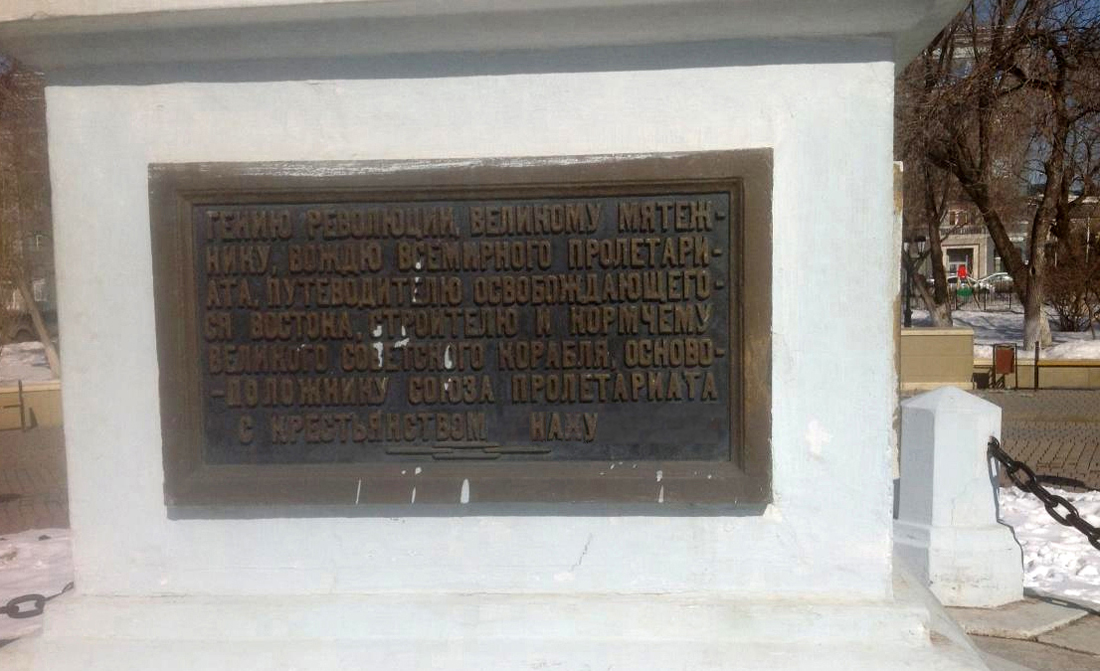 ГЕНИЮ РЕВОЛЮЦИИ, ВЕЛИКОМУ МЯТЕЖ-
НИКУ, ВОЖДЮ ВСЕМИРНОГО ПРОЛЕТАРИ-
АТА, ПУТЕВОДИТЕЛЮ ОСВОБОЖДАЮЩЕГО-
СЯ ВОСТОКА, СТРОИТЕЛЮ И КОРМЧЕМУ
ВЕЛИКОГО СОВЕТСКОГО КОРАБЛЯ, ОСНОВО-
-ПОЛОЖНИКУ СОЮЗА ПРОЛЕТАРИАТА
С КРЕСТЬЯНСТВОМ